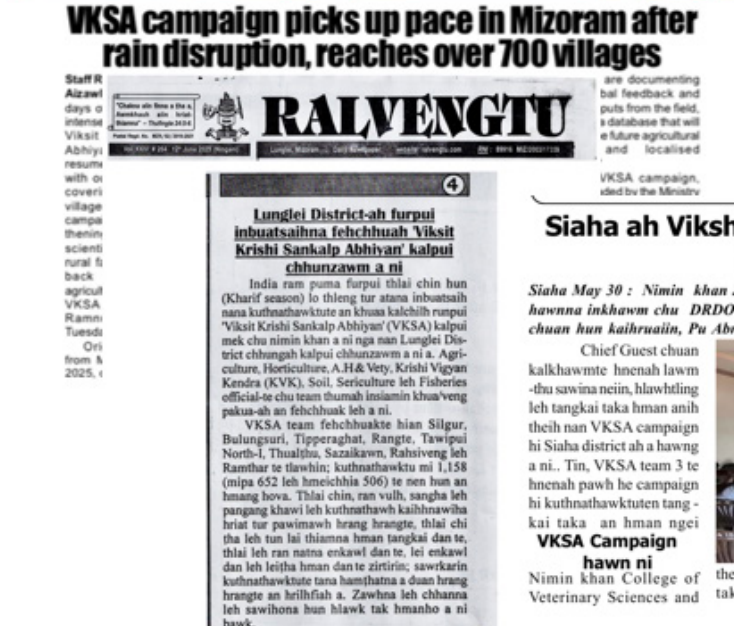 VKSA campaign picks up pace in Mizoram after
rain disruption, reaches over 700 villages
Staff R
Aizawl
days o
intense
Viksit
Abhiya
resum
with ou
coveri
village
campa
thenin
scienti
rural fa
back
agricult
VKSA
Ramn
Tuesda
Ori
from M
2025,
are documenting
bal feedback and
puts from the field,
a database that will
e future agricultural
and localised
VKSA campaign,
ded by the Ministry
RALVENGTU
4
Lunglei District-ah furpui
inbuatsaihna fehchhuah 'Viksit
Krishi Sankalp Abhiyan' kalpui
chhunzawm a ni
India ram puma furpui thlai chin hun
(Kharif season) lo thleng tur atana inbuatsaih
nana kuthnathawktute an khuaa kalchilh runpui
'Viksit Krishi Sankalp Abhiyan' (VKSA) kalpui
mek chu nimin khan a ni nga nan Lunglei Dis-
trict chhungah kalpui chhunzawm a ni a. Agri-
culture, Horticulture, A.H & Vety, Krishi Vigyan
Kendra (KVK), Soil, Sericulture leh Fisheries
official-te chu team thumah insiamin khua/veng
pakua-ah an fehchhuak leh a ni.
VKSA team fehchhuakte hian Silgur,
Bulungsuri, Tipperaghat, Rangte, Tawipui
North-I, Thualthu, Sazaikawn, Rahsiveng leh
Ramthar te tlawhin; kuthnathawktu mi 1,158
(mipa 652 leh hmeichhia 506) te nen hun an
hmang hova. Thlai chin, ran vulh, sangha leh
pangang khawi leh kuthnathawh kaihhnawiha
hriat tur pawimawh hrang hrangte, thlai chi
tha leh tun lai thiamna hman tangkai dan te,
thlai leh ran natna enkawl dan te, lei enkawl
dan leh leitha hman dan te zirtirin; sawrkarin
kuthnathawktute tana hamthatna a duan hrang
hrangte an hrilhfiah a. Zawhna leh chhanna
leh sawihona hun hlawk tak hmanho a ni
bawk.
Siaha ah Viksh
Siaha May 30 : Nimin khan
hawnna inkhawm chu DRDO
chuan hun kaihruaiin, Pu Abr
Chief Guest chuan
kalkhawmte hnenah lawm
-thu sawina neiin, hlawhtling
leh tangkai taka hman anih
theih nan VKSA campaign
hi Siaha district ah a hawng
a ni.. Tin, VKSA team 3 te
hnenah pawh he campaign
hi kuthnathawktuten tang -
kai taka an hman ngei
VKSA Campaign
hawn ni
Nimin khan College of
Veterinary Sciences and
the
tak